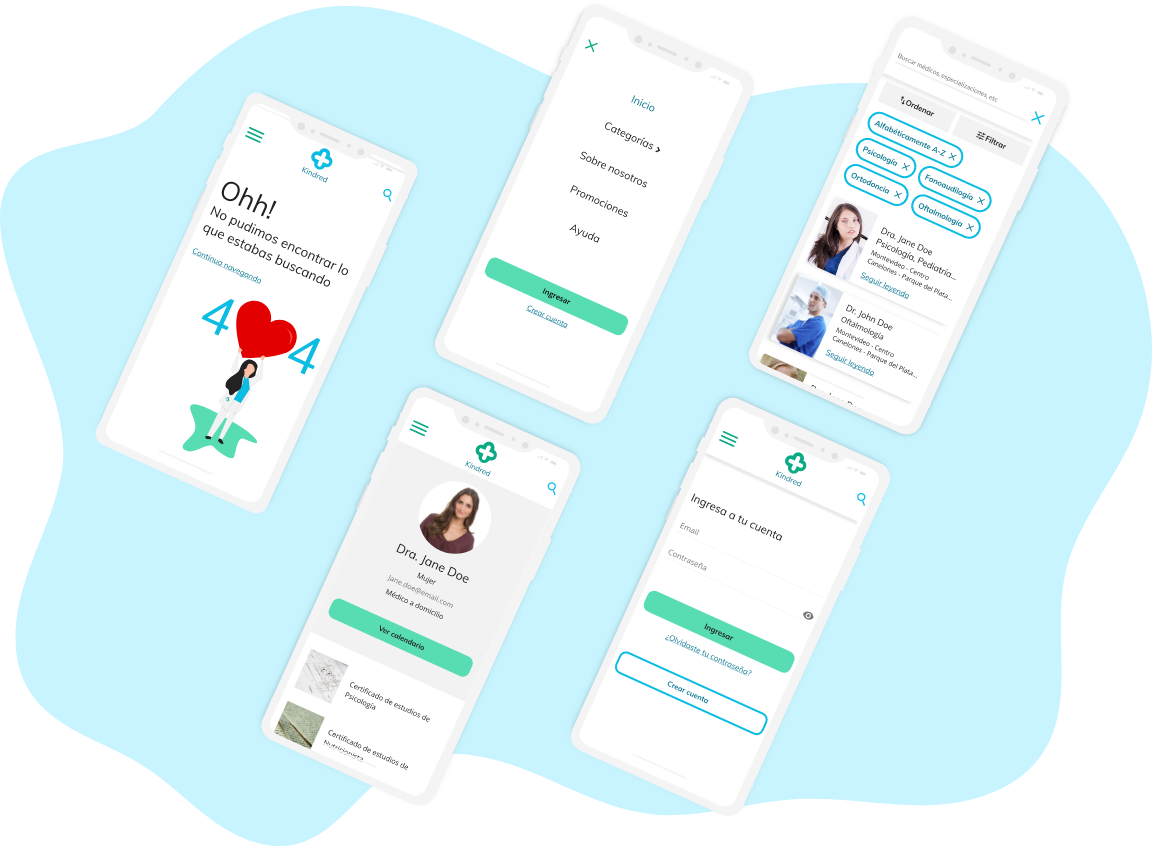 Kindred
Ohh!
No pudimos encontrar lo
que estabas buscando
Continua navegando
4 4
Inicio
Categorías
Sobre nosotros
Promociones
Ayuda
Ingresar
Crear cuenta
Buscar médicos, especializaciones, etc
Ordenar
Filtrar
Alfabéticamente A-Z
Psicología
Fonoaudilogía
Ortodoncia
Oftalmología
Dra. Jane Doe
Psicología, Pediatría...
Montevideo - Centro
Canelones - Parque del Plata...
Seguir leyendo
Dr. John Doe
Oftalmología
Montevideo - Centro
Canelones - Parque del Plata...
Seguir leyendo
Kindred
Dra. Jane Doe
Mujer
jane.doe@email.com
Médico a domicilio
Ver calendario
Certificado de estudios de
Psicología
Certificado de estudios de
Nutricionista
Kindred
Ingresa a tu cuenta
Email
Contraseña
Ingresar
¿Olvidaste tu contraseña?
Crear cuenta